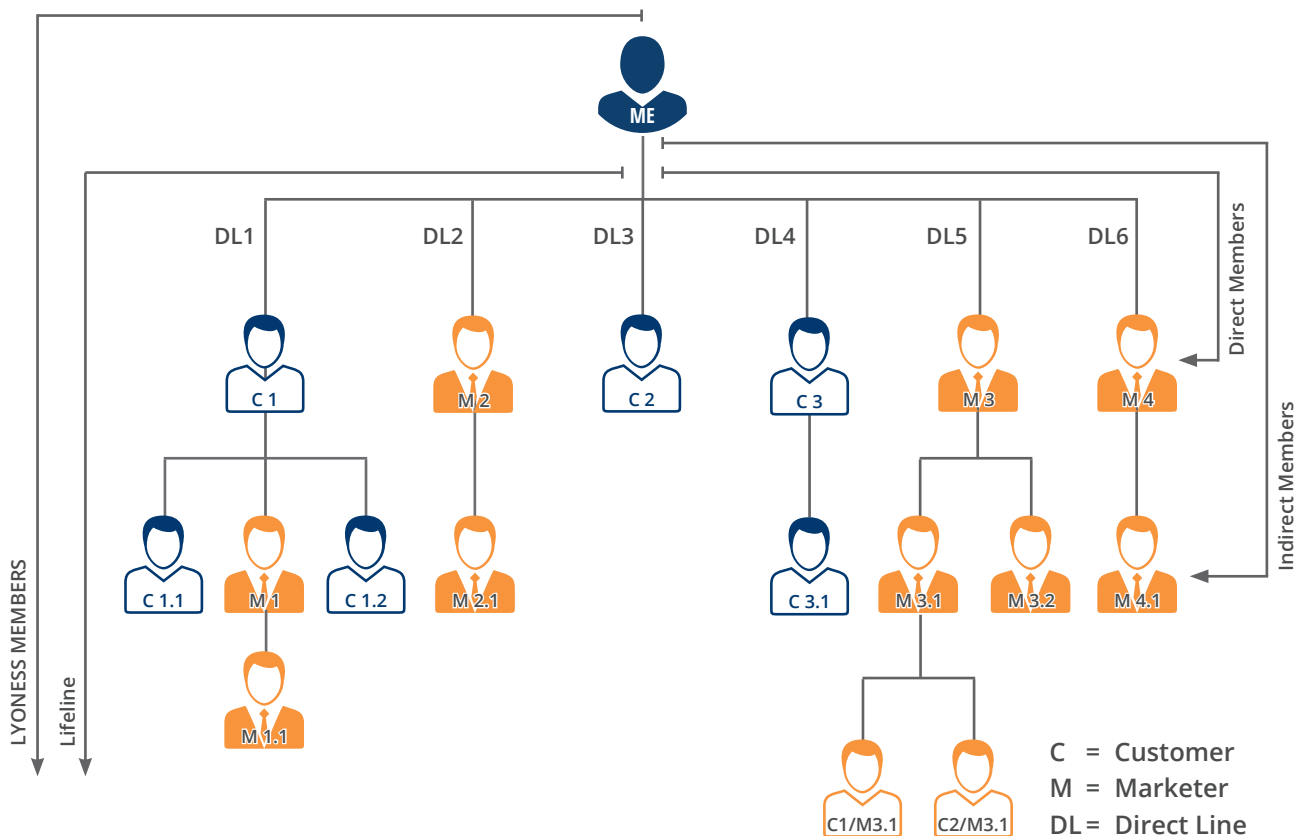 ME
DL1
DL2
DL3
DL4
DL5
DL6
Direct Members
Indirect Members
LYONESS MEMBERS
Lifeline
C 1
M 2
C 2
C 3
M 3
M 4
C 1.1
M 1
C 1.2
M 2.1
C 3.1
M 3.1
M 3.2
M 4.1
M 1.1
C1/M3.1
C2/M3.1
C = Customer
M = Marketer
DL = Direct Line